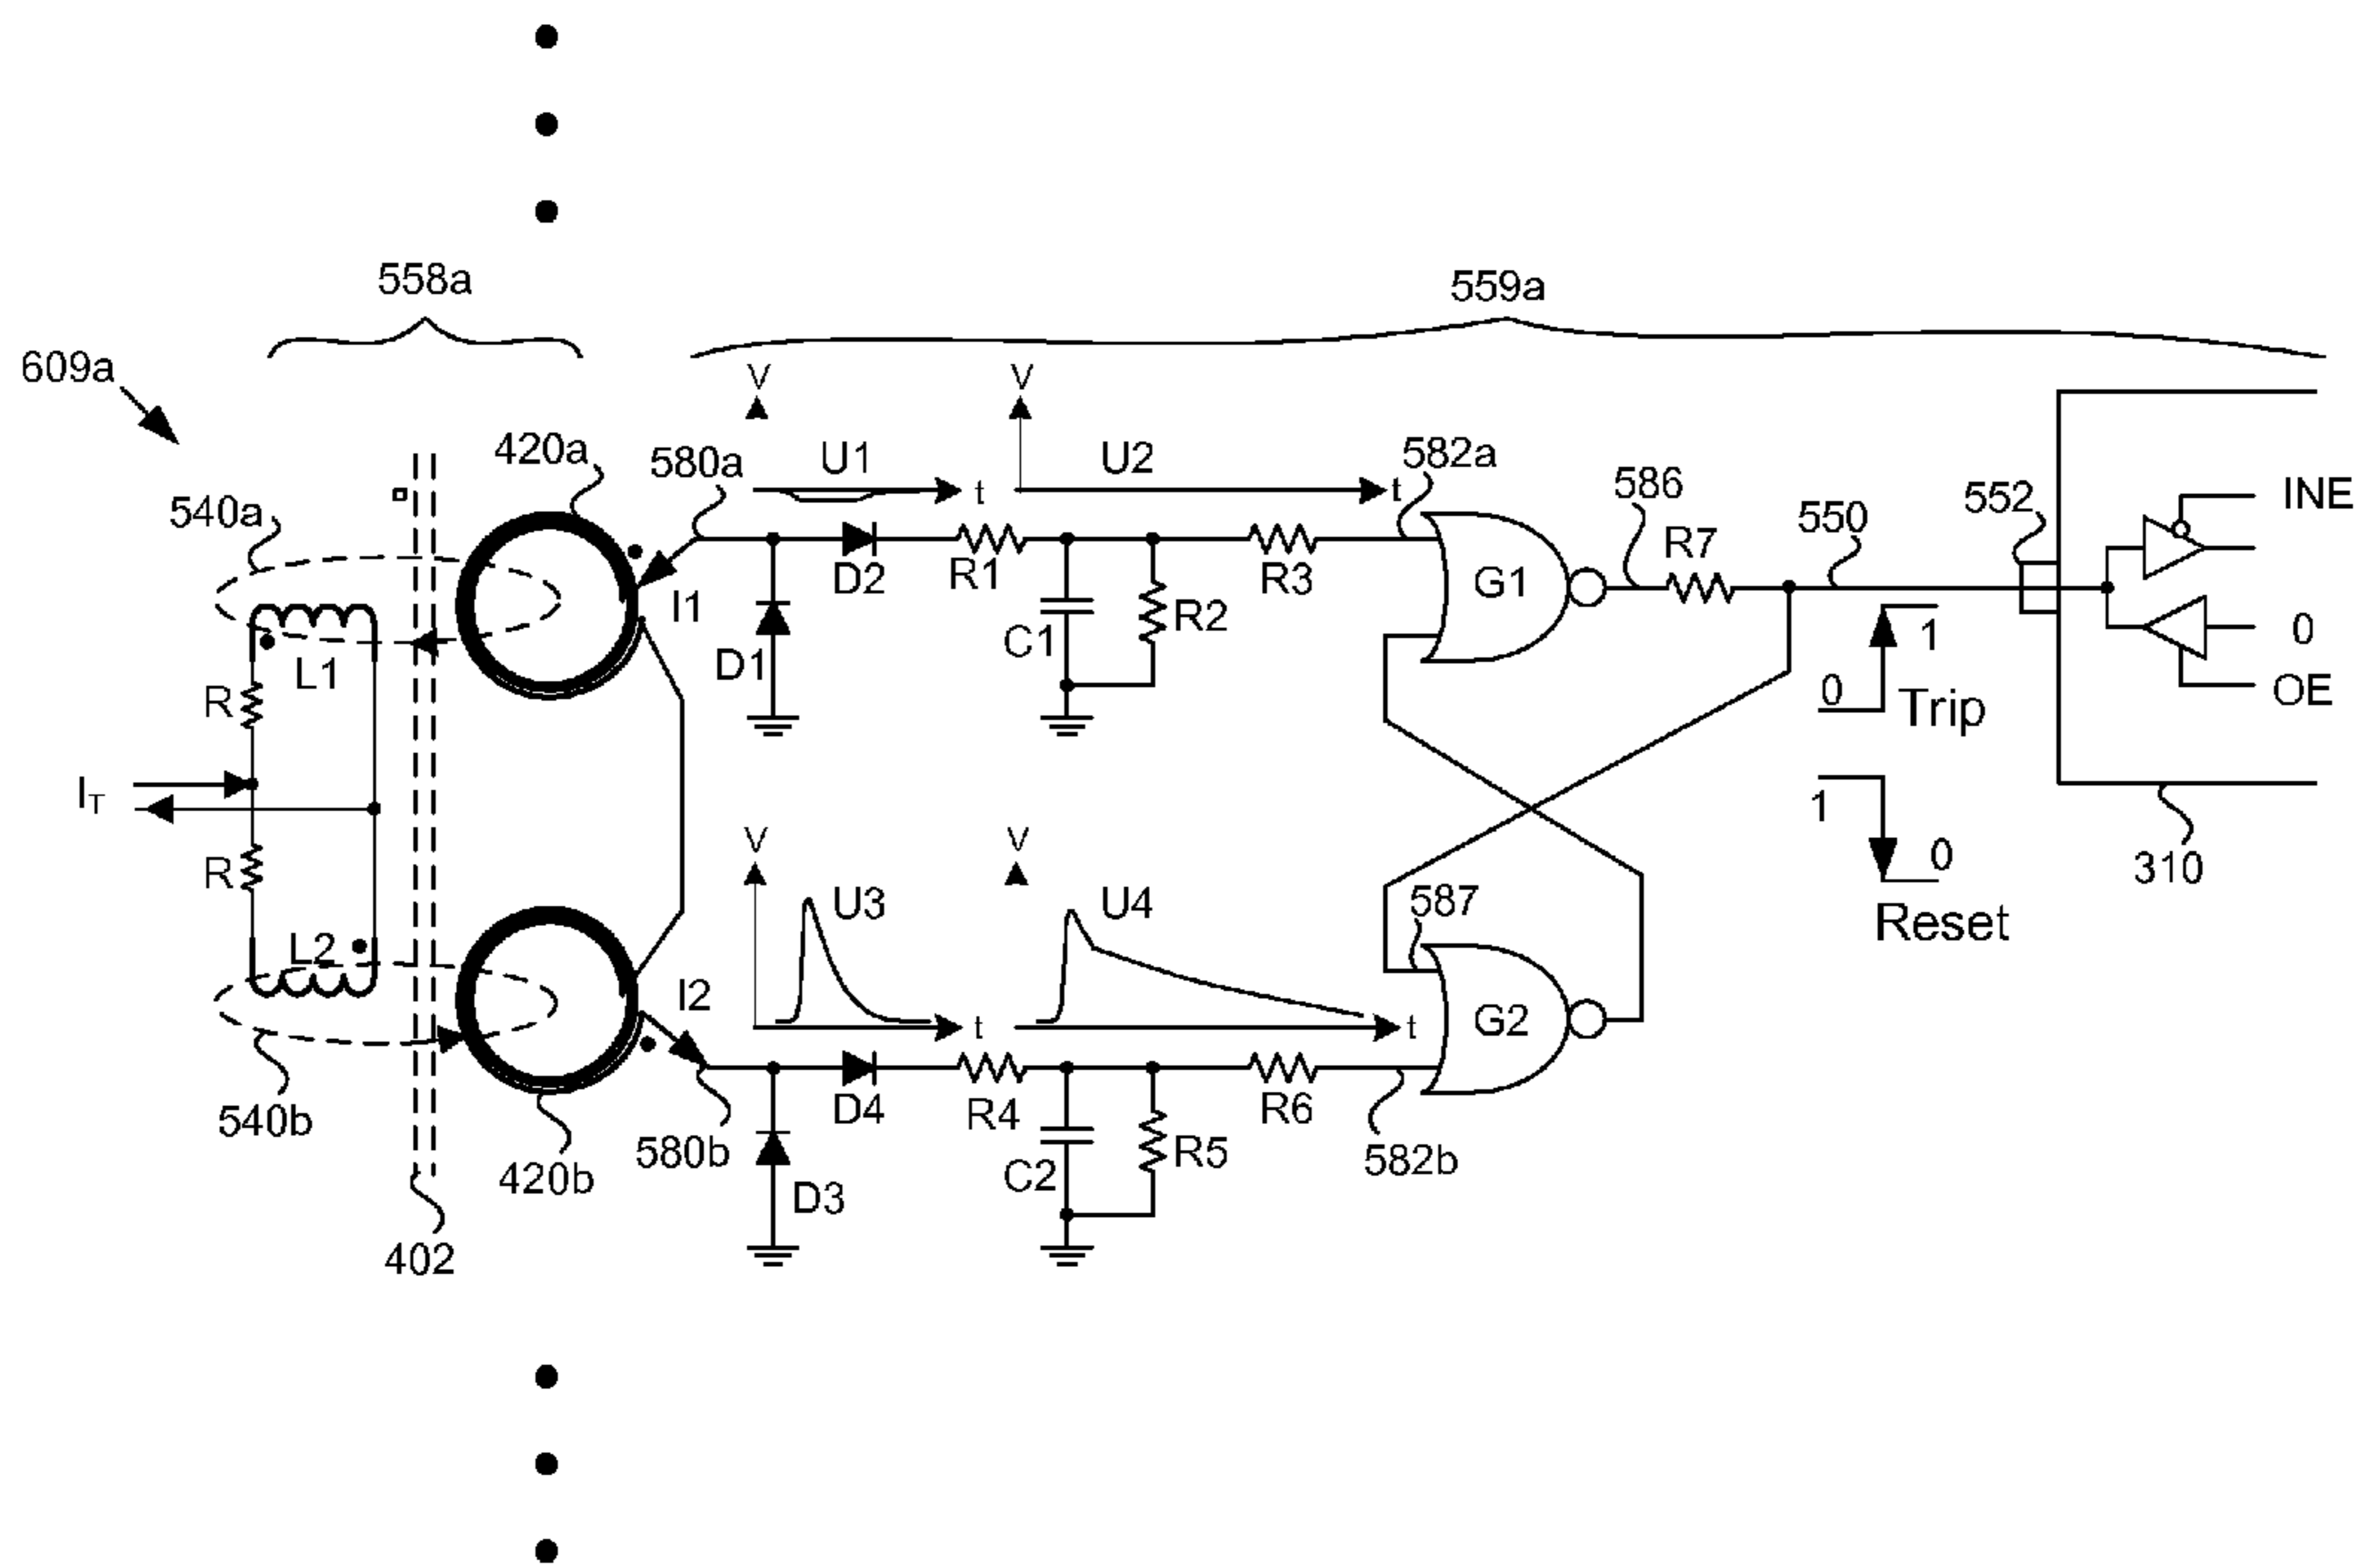 558a
559a
609a
V
V
420a
580a
U1
t
U2
t
582a
586
550
552
INE
540a
D2
R1
R3
G1
R7
I1
D1
C1
R2
0
1
0
OE
L1
R
Trip
IT
R
1
0
Reset
310
V
V
L2
U3
t
U4
t
587
G2
I2
540b
420b
580b
D4
R4
R6
D3
C2
R5
582b
402